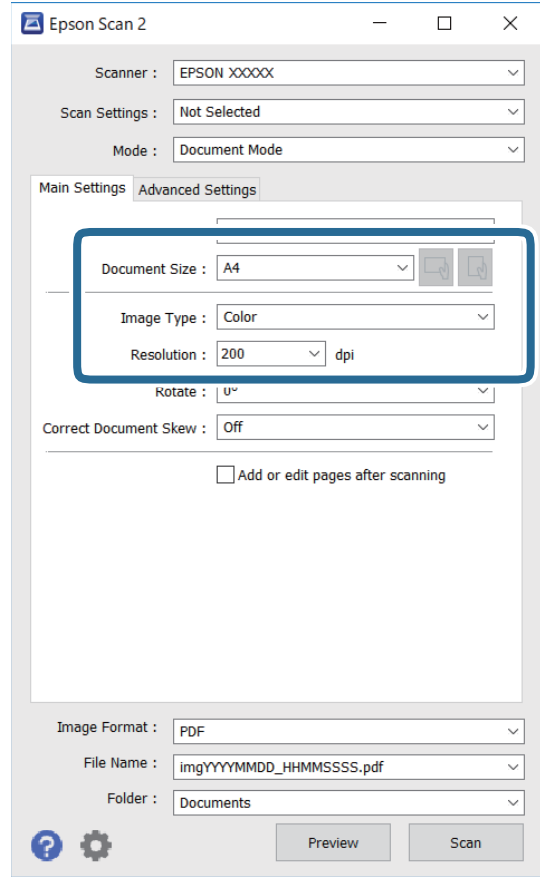 Epson Scan 2
Scanner : EPSON XXXXX
Scan Settings : Not Selected
Mode : Document Mode
Main Settings Advanced Settings
Document Size : A4
Image Type : Color
Resolution : 200 dpi
Rotate : 0°
Correct Document Skew : Off
Add or edit pages after scanning
Image Format : PDF
File Name : imgYYYYMMDD_HHMMSSSS.pdf
Folder : Documents
? Preview Scan